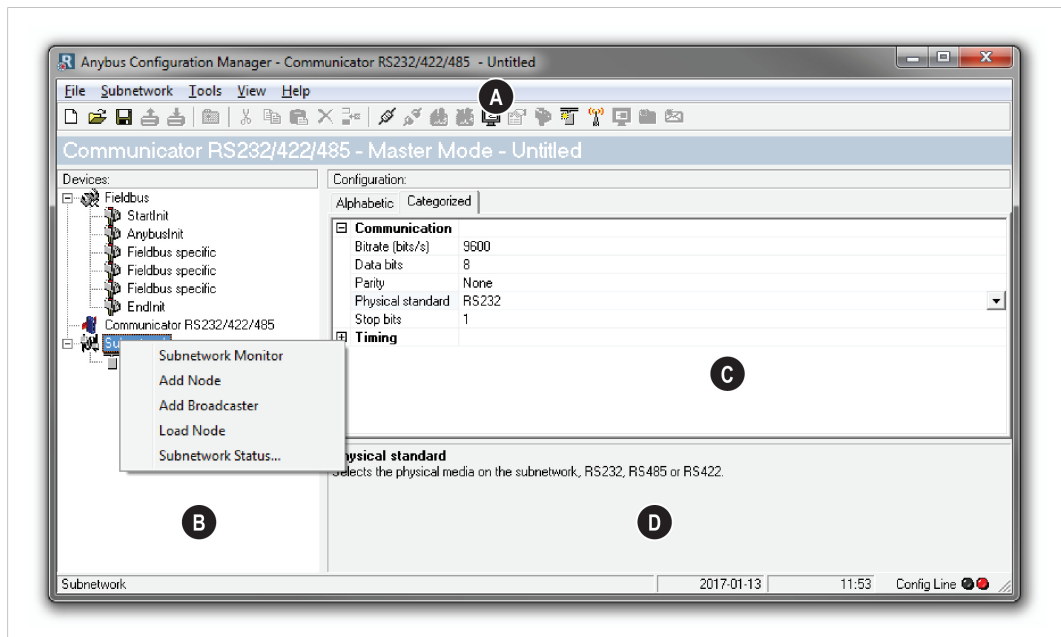 Anybus Configuration Manager - Communicator RS232/422/485 - Untitled
File Subnetwork Tools View Help
A
Communicator RS232/422/485 - Master Mode - Untitled
Devices:
Fieldbus
StartInit
AnybusInit
Fieldbus specific
Fieldbus specific
Fieldbus specific
EndInit
Communicator RS232/422/485
Subnetwork Monitor
Add Node
Add Broadcaster
Load Node
Subnetwork Status...
B
Configuration:
Alphabetic Categorized
Communication
Bitrate (bits/s) 9600
Data bits 8
Parity None
Physical standard RS232
Stop bits 1
Timing
C
Physical standard
Selects the physical media on the subnetwork, RS232, RS485 or RS422.
D
Subnetwork 2017-01-13 11:53 Config Line